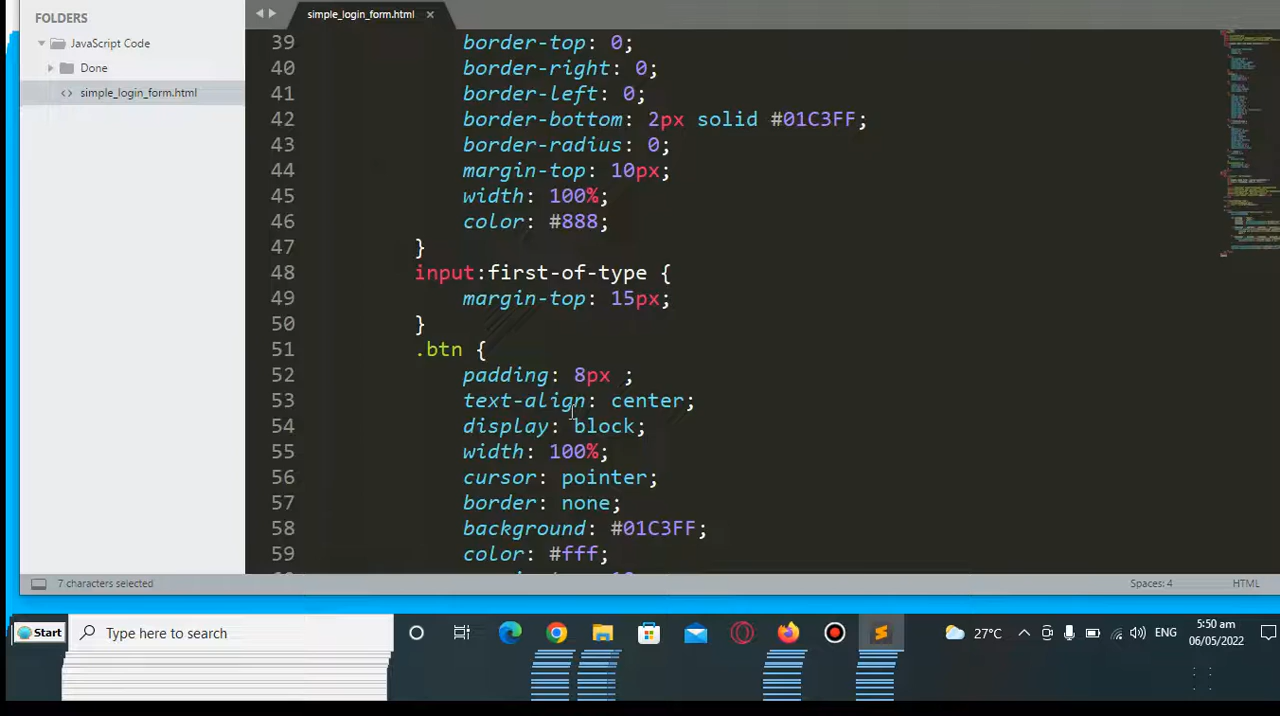 FOLDERS
JavaScript Code
Done
simple_login_form.html
simple_login_form.html
39 border-top: 0;
40 border-right: 0;
41 border-left: 0;
42 border-bottom: 2px solid #01C3FF;
43 border-radius: 0;
44 margin-top: 10px;
45 width: 100%;
46 color: #888;
47 }
48 input:first-of-type {
49 margin-top: 15px;
50 }
51 .btn {
52 padding: 8px ;
53 text-align: center;
54 display: block;
55 width: 100%;
56 cursor: pointer;
57 border: none;
58 background: #01C3FF;
59 color: #fff;
7 characters selected
Spaces: 4
HTML
Start
Type here to search
27°C
ENG
5:50 am
06/05/2022